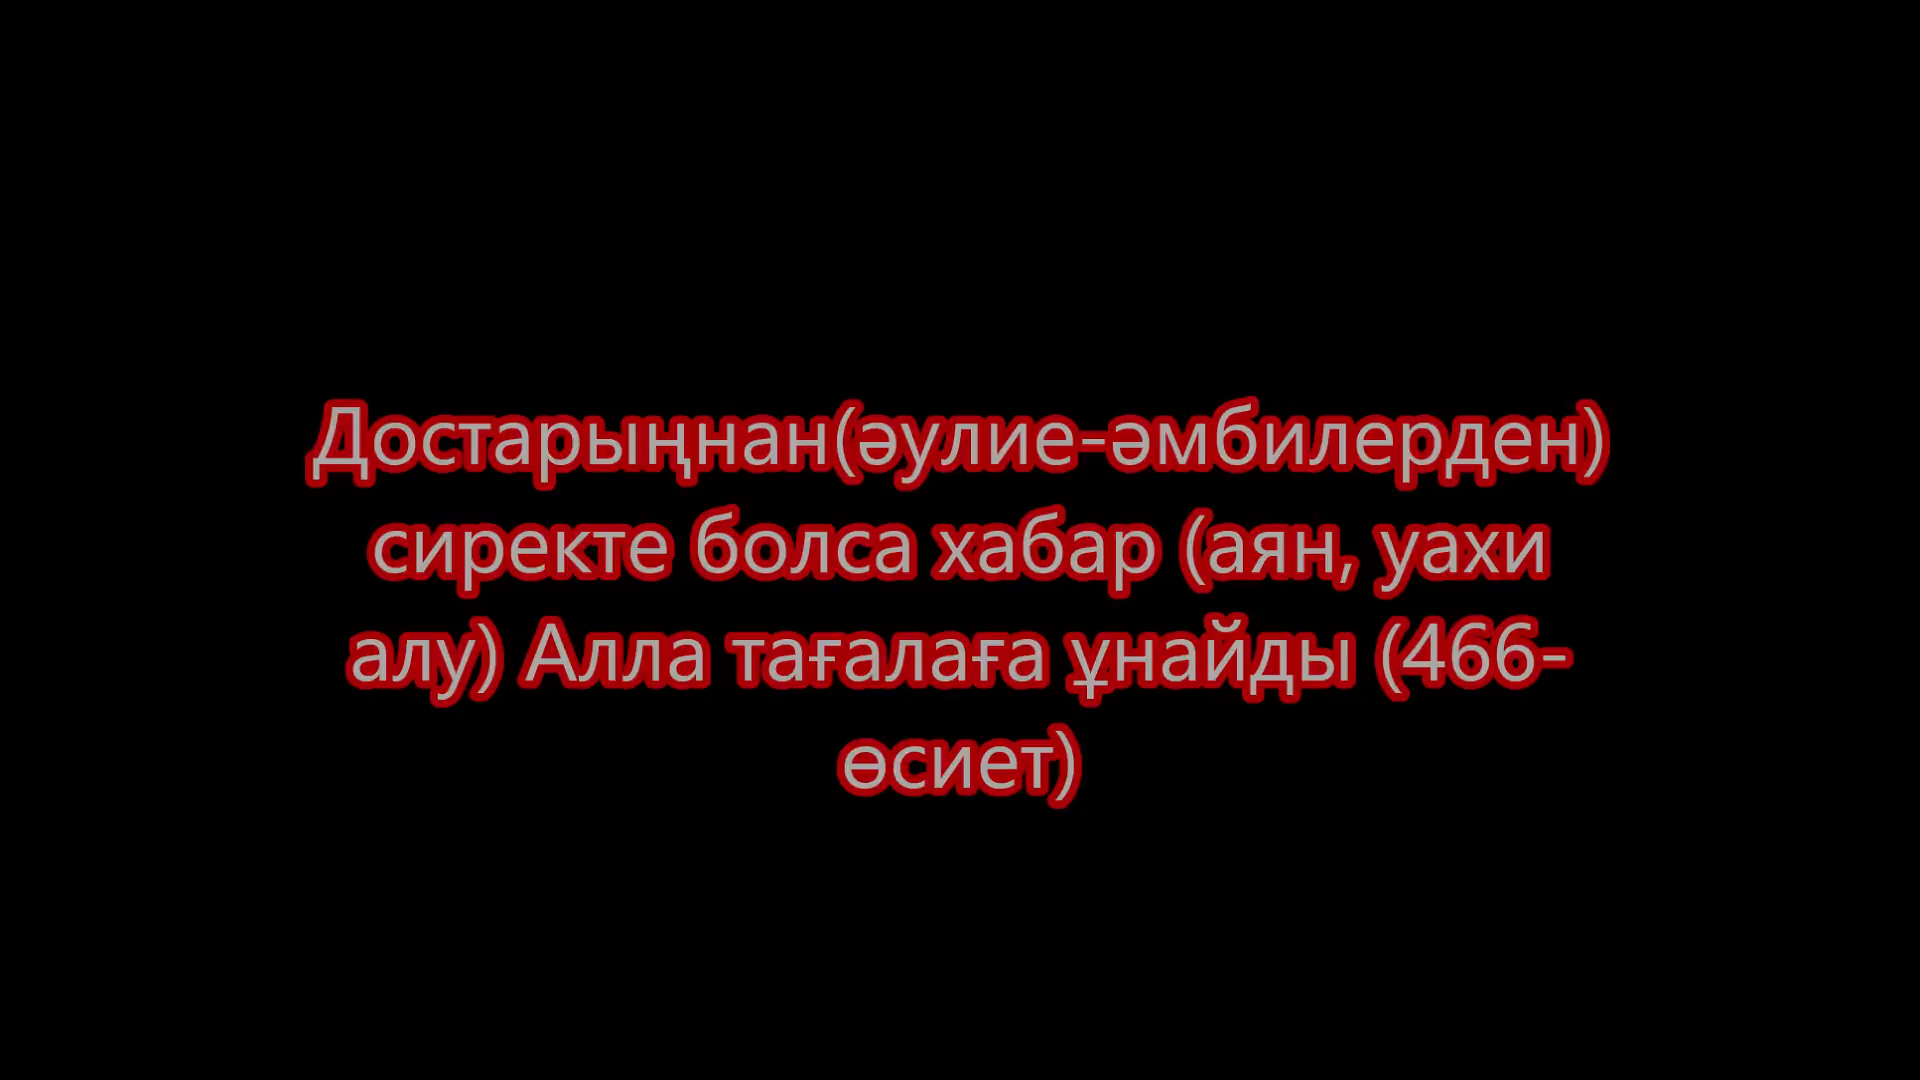 Достарыңнан(әулие-әмбилерден)
сиректе болса хабар (аян, уахи
алу) Алла тағалаға ұнайды (466-
өсиет)